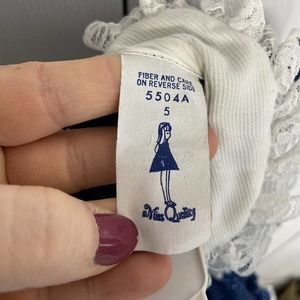 FIBER AND CARE
ON REVERSE SIDE
5504A
5
Miss Quality